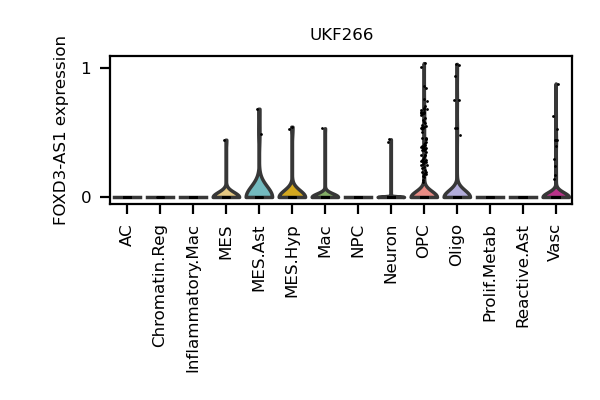 UKF266
FOXD3-AS1 expression
1
0
AC
Chromatin.Reg
Inflammatory.Mac
MES
MES.Ast
MES.Hyp
Mac
NPC
Neuron
OPC
Oligo
Prolif.Metab
Reactive.Ast
Vasc